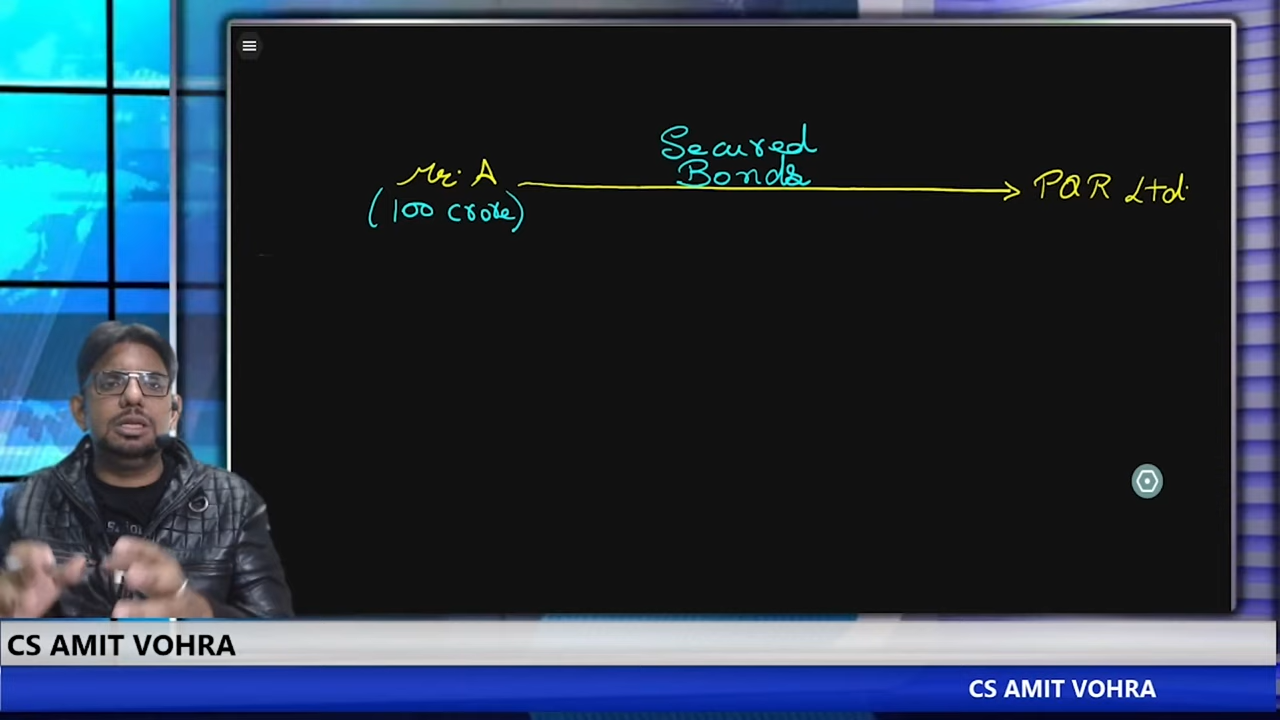 Secured
Bonds
Mr. A
PQR Ltd.
(100 crore)
CS AMIT VOHRA
CS AMIT VOHRA